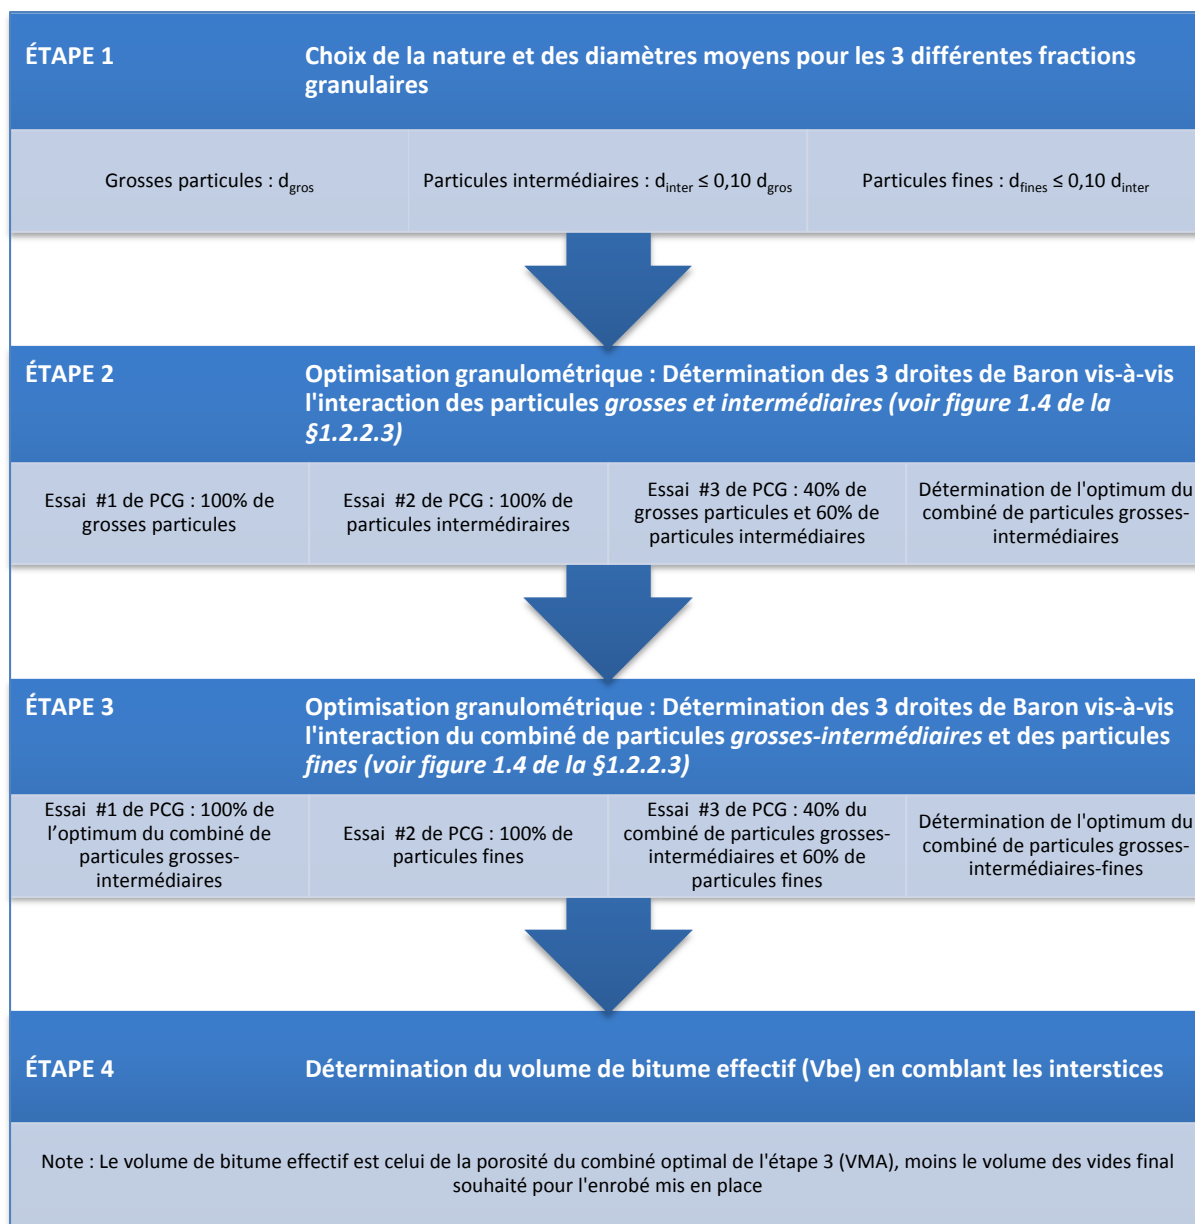 ÉTAPE 1
Choix de la nature et des diamètres moyens pour les 3 différentes fractions
granulaires
Grosses particules : d_gros
Particules intermédiaires : d_inter ≤ 0,10 d_gros
Particules fines : d_fines ≤ 0,10 d_inter
ÉTAPE 2
Optimisation granulométrique : Détermination des 3 droites de Baron vis-à-vis
l'interaction des particules grosses et intermédiaires (voir figure 1.4 de la
§1.2.2.3)
Essai #1 de PCG : 100% de
grosses particules
Essai #2 de PCG : 100% de
particules intermédiraires
Essai #3 de PCG : 40% de
grosses particules et 60% de
particules intermédiaires
Détermination de l'optimum du
combiné de particules grosses-
intermédiaires
ÉTAPE 3
Optimisation granulométrique : Détermination des 3 droites de Baron vis-à-vis
l'interaction du combiné de particules grosses-intermédiaires et des particules
fines (voir figure 1.4 de la §1.2.2.3)
Essai #1 de PCG : 100% de
l’optimum du combiné de
particules grosses-
intermédiaires
Essai #2 de PCG : 100% de
particules fines
Essai #3 de PCG : 40% du
combiné de particules grosses-
intermédiaires et 60% de
particules fines
Détermination de l'optimum du
combiné de particules grosses-
intermédiaires-fines
ÉTAPE 4
Détermination du volume de bitume effectif (Vbe) en comblant les interstices
Note : Le volume de bitume effectif est celui de la porosité du combiné optimal de l'étape 3 (VMA), moins le volume des vides final
souhaité pour l'enrobé mis en place